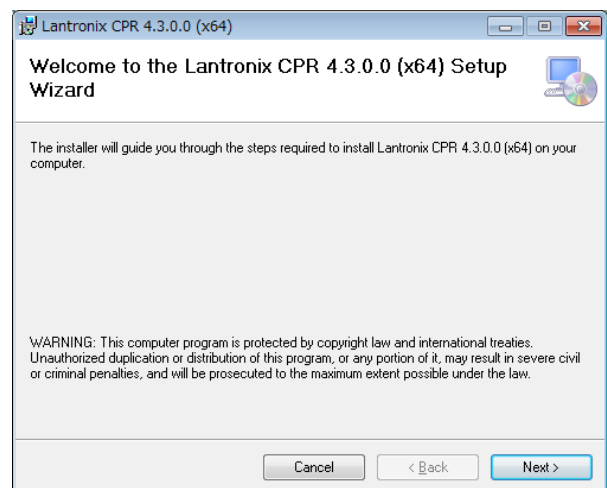 Lantronix CPR 4.3.0.0 (x64)
Welcome to the Lantronix CPR 4.3.0.0 (x64) Setup
Wizard
The installer will guide you through the steps required to install Lantronix CPR 4.3.0.0 (x64) on your
computer.
WARNING: This computer program is protected by copyright law and international treaties.
Unauthorized duplication or distribution of this program, or any portion of it, may result in severe civil
or criminal penalties, and will be prosecuted to the maximum extent possible under the law.
Cancel
< Back
Next >